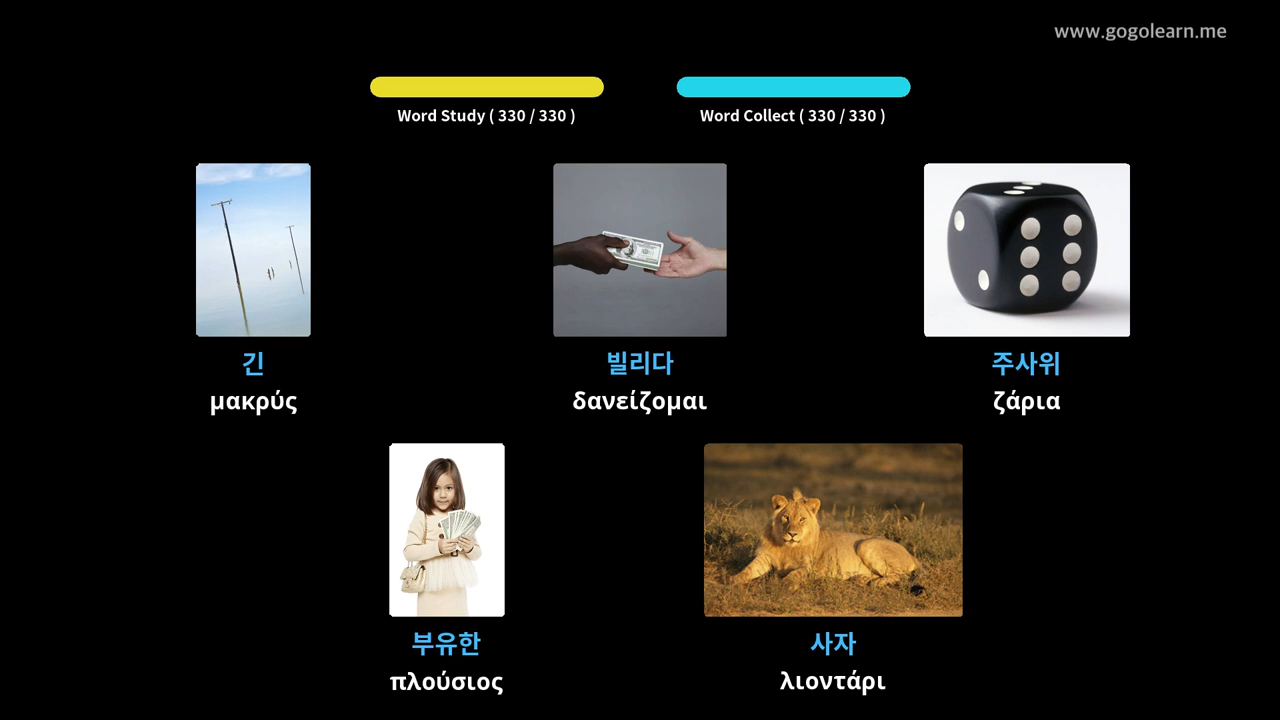 www.gogolearn.me
Word Study ( 330 / 330 )
Word Collect ( 330 / 330 )
긴
μακρύς
빌리다
δανείζομαι
주사위
ζάρια
부유한
πλούσιος
사자
λιοντάρι